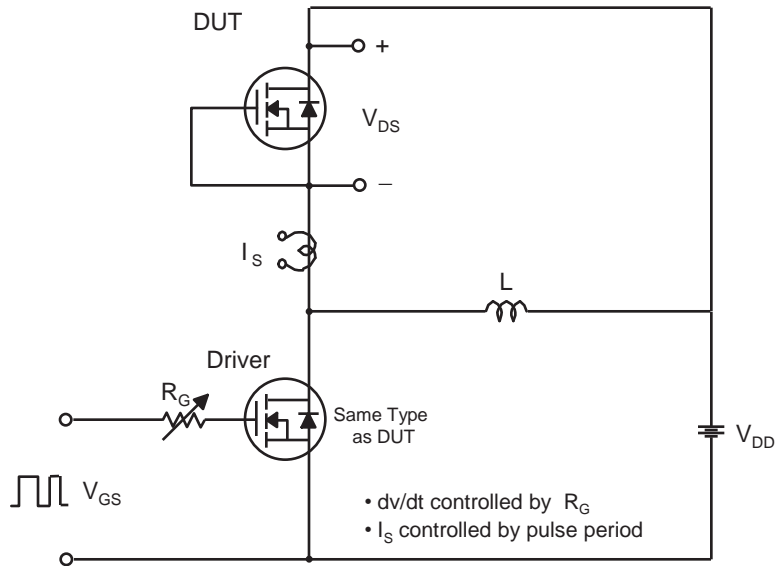 DUT
+
V_DS
−
I_S
L
Driver
R_G
Same Type
as DUT
V_DD
V_GS
• dv/dt controlled by R_G
• I_S controlled by pulse period